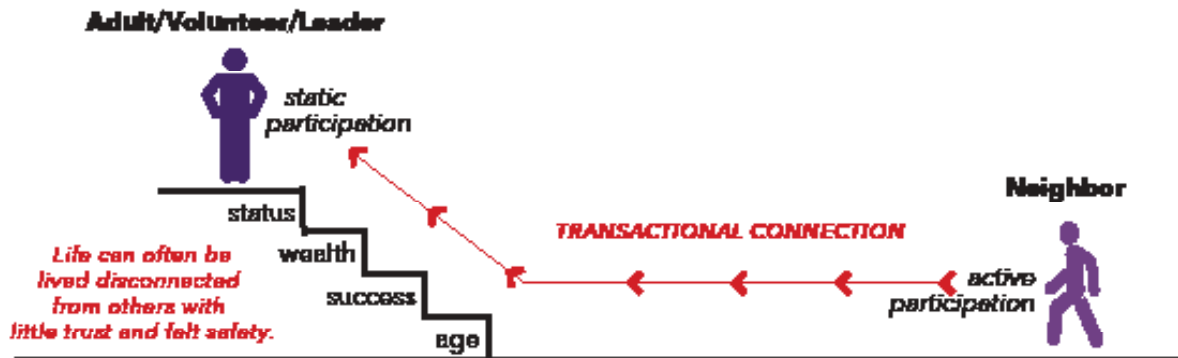 Adult/Volunteer/Leader
static
participation
Neighbor
status
TRANSACTIONAL CONNECTION
wealth
Life can often be
lived disconnected
from others with
little trust and felt safety.
success
active
participation
age